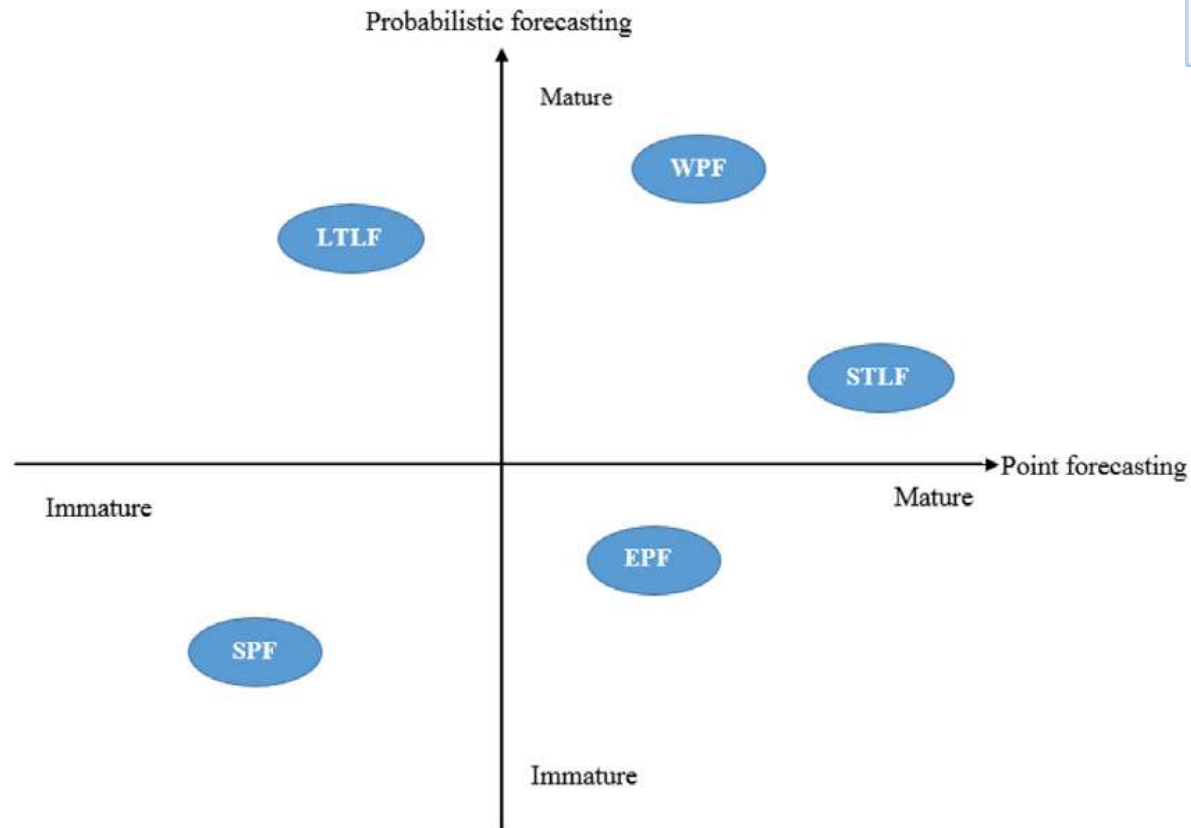 Probabilistic forecasting
Mature
WPF
LTLF
STLF
Point forecasting
Immature
Mature
EPF
SPF
Immature